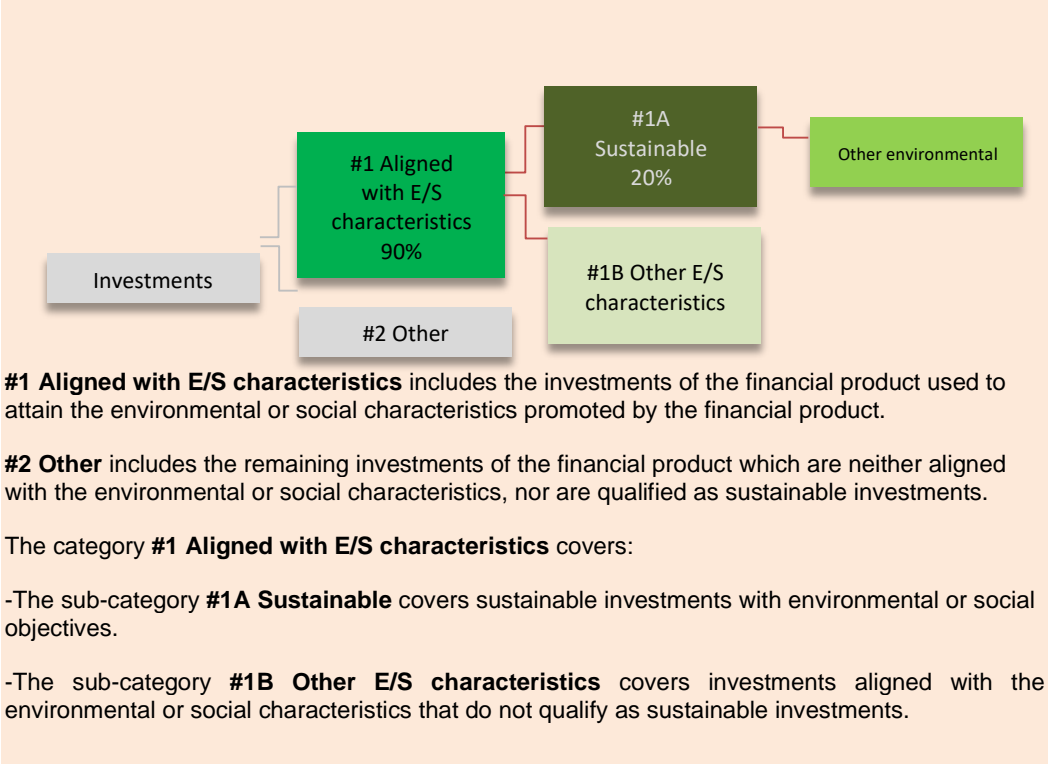 #1A
Sustainable
20%
Other environmental
#1 Aligned
with E/S
characteristics
90%
#1B Other E/S
characteristics
Investments
#2 Other
#1 Aligned with E/S characteristics includes the investments of the financial product used to
attain the environmental or social characteristics promoted by the financial product.
#2 Other includes the remaining investments of the financial product which are neither aligned
with the environmental or social characteristics, nor are qualified as sustainable investments.
The category #1 Aligned with E/S characteristics covers:
-The sub-category #1A Sustainable covers sustainable investments with environmental or social
objectives.
-The sub-category #1B Other E/S characteristics covers investments aligned with the
environmental or social characteristics that do not qualify as sustainable investments.